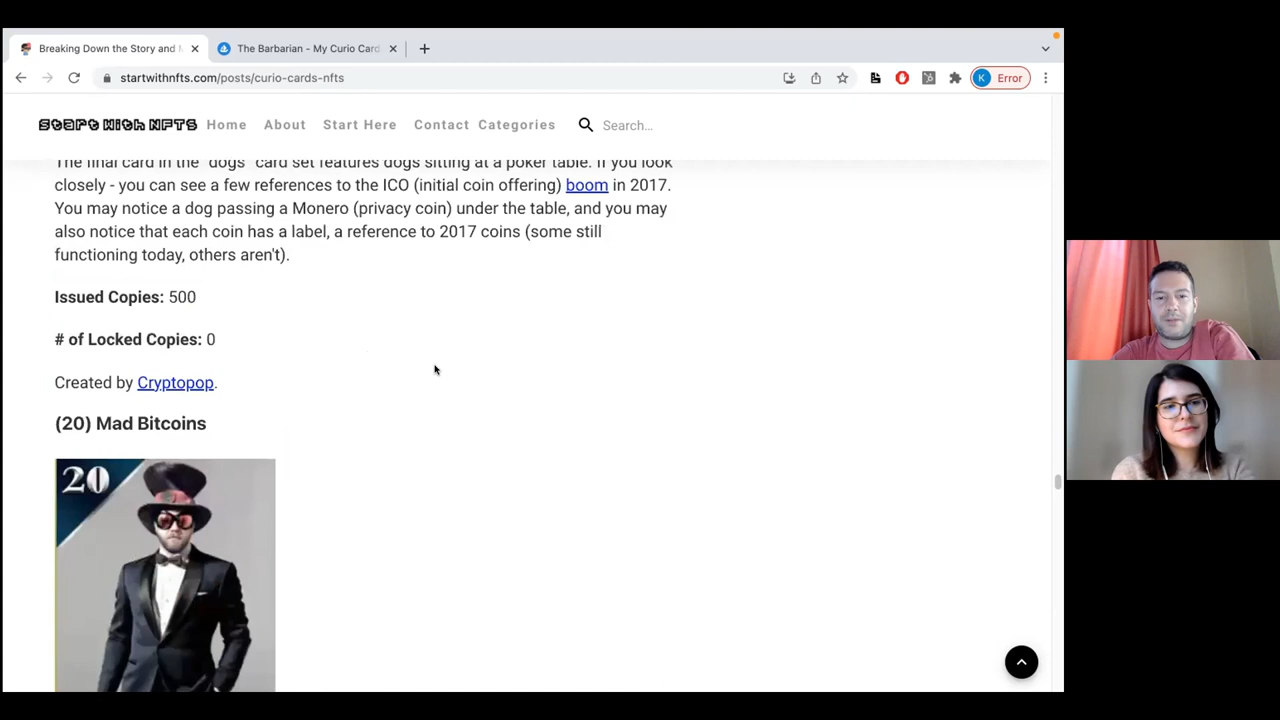 Breaking Down the Story and M
The Barbarian - My Curio Card
startwithnfts.com/posts/curio-cards-nfts
K Error
Start With NFTS Home About Start Here Contact Categories Search...
The final card in the "dogs" card set features dogs sitting at a poker table. If you look
closely - you can see a few references to the ICO (initial coin offering) boom in 2017.
You may notice a dog passing a Monero (privacy coin) under the table, and you may
also notice that each coin has a label, a reference to 2017 coins (some still
functioning today, others aren't).
Issued Copies: 500
# of Locked Copies: 0
Created by Cryptopop.
(20) Mad Bitcoins
20